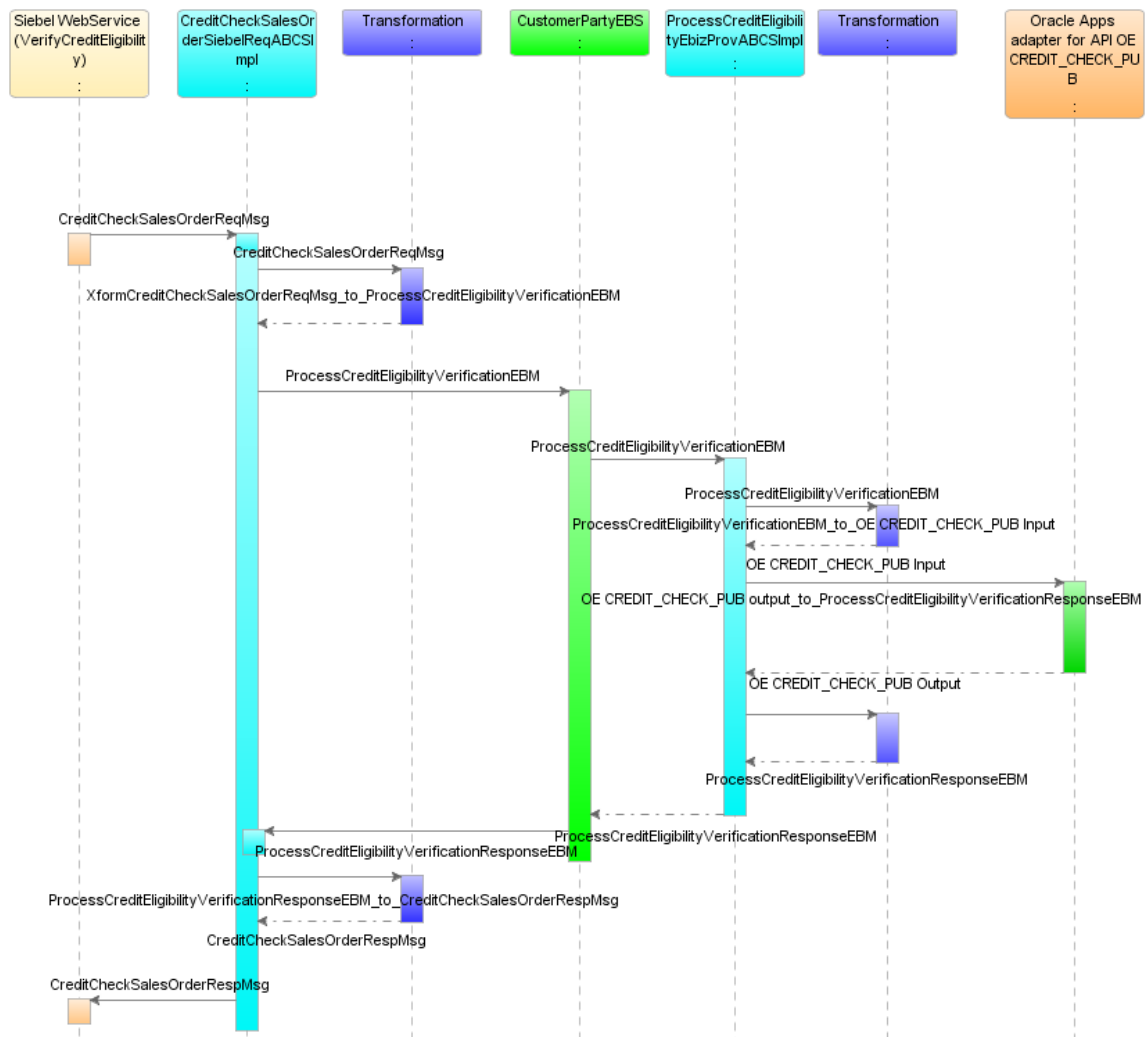 Siebel WebService
(VerifyCreditEligibilit
y)
:
CreditCheckSalesOr
derSiebelReqABCSI
mpl
:
Transformation
:
CustomerPartyEBS
:
ProcessCreditEligibili
tyEbizProvABCSImpl
:
Transformation
:
Oracle Apps
adapter for API OE
CREDIT_CHECK_PU
B
:
CreditCheckSalesOrderReqMsg
CreditCheckSalesOrderReqMsg
XformCreditCheckSalesOrderReqMsg_to_ProcessCreditEligibilityVerificationEBM
ProcessCreditEligibilityVerificationEBM
ProcessCreditEligibilityVerificationEBM
ProcessCreditEligibilityVerificationEBM
ProcessCreditEligibilityVerificationEBM_to_OE CREDIT_CHECK_PUB Input
OE CREDIT_CHECK_PUB Input
OE CREDIT_CHECK_PUB output_to_ProcessCreditEligibilityVerificationResponseEBM
OE CREDIT_CHECK_PUB Output
ProcessCreditEligibilityVerificationResponseEBM
ProcessCreditEligibilityVerificationResponseEBM
ProcessCreditEligibilityVerificationResponseEBM
ProcessCreditEligibilityVerificationResponseEBM_to_CreditCheckSalesOrderRespMsg
CreditCheckSalesOrderRespMsg
CreditCheckSalesOrderRespMsg